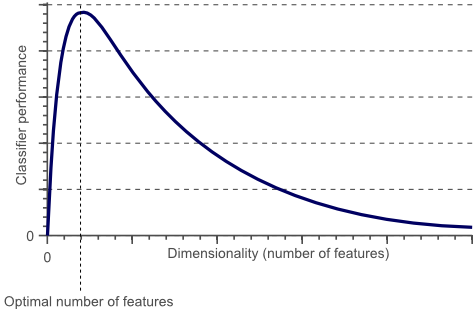 Classifier performance
0
0
Dimensionality (number of features)
Optimal number of features